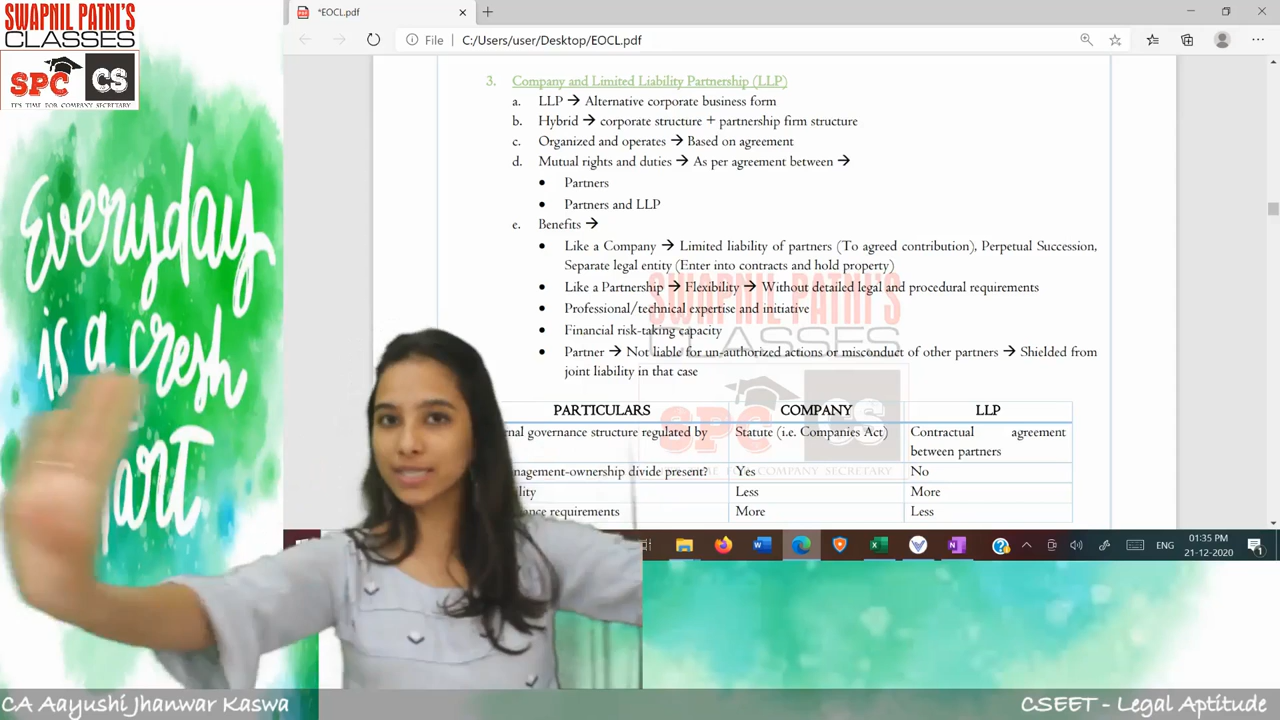 SWAPNIL PATNI'S
CLASSES
SPC CS
IT'S TIME FOR COMPANY SECRETARY
Everyday
is a fresh
*EOCL.pdf
File C:/Users/user/Desktop/EOCL.pdf
3. Company and Limited Liability Partnership (LLP)
a. LLP → Alternative corporate business form
b. Hybrid → corporate structure + partnership firm structure
c. Organized and operates → Based on agreement
d. Mutual rights and duties → As per agreement between →
• Partners
• Partners and LLP
e. Benefits →
• Like a Company → Limited liability of partners (To agreed contribution), Perpetual Succession,
Separate legal entity (Enter into contracts and hold property)
• Like a Partnership → Flexibility → Without detailed legal and procedural requirements
• Professional/technical expertise and initiative
• Financial risk-taking capacity
• Partner → Not liable for un-authorized actions or misconduct of other partners → Shielded from
joint liability in that case
SWAPNIL PATNI'S
CLASSES
SPC CS
PARTICULARS COMPANY LLP
governance structure regulated by Statute (i.e. Companies Act) Contractual agreement
between partners
divide present? Yes No
Less More
requirements More Less
ENG 01:35 PM
21-12-2020
CA Aayushi Jhanwar Kaswa
CSEET - Legal Aptitude